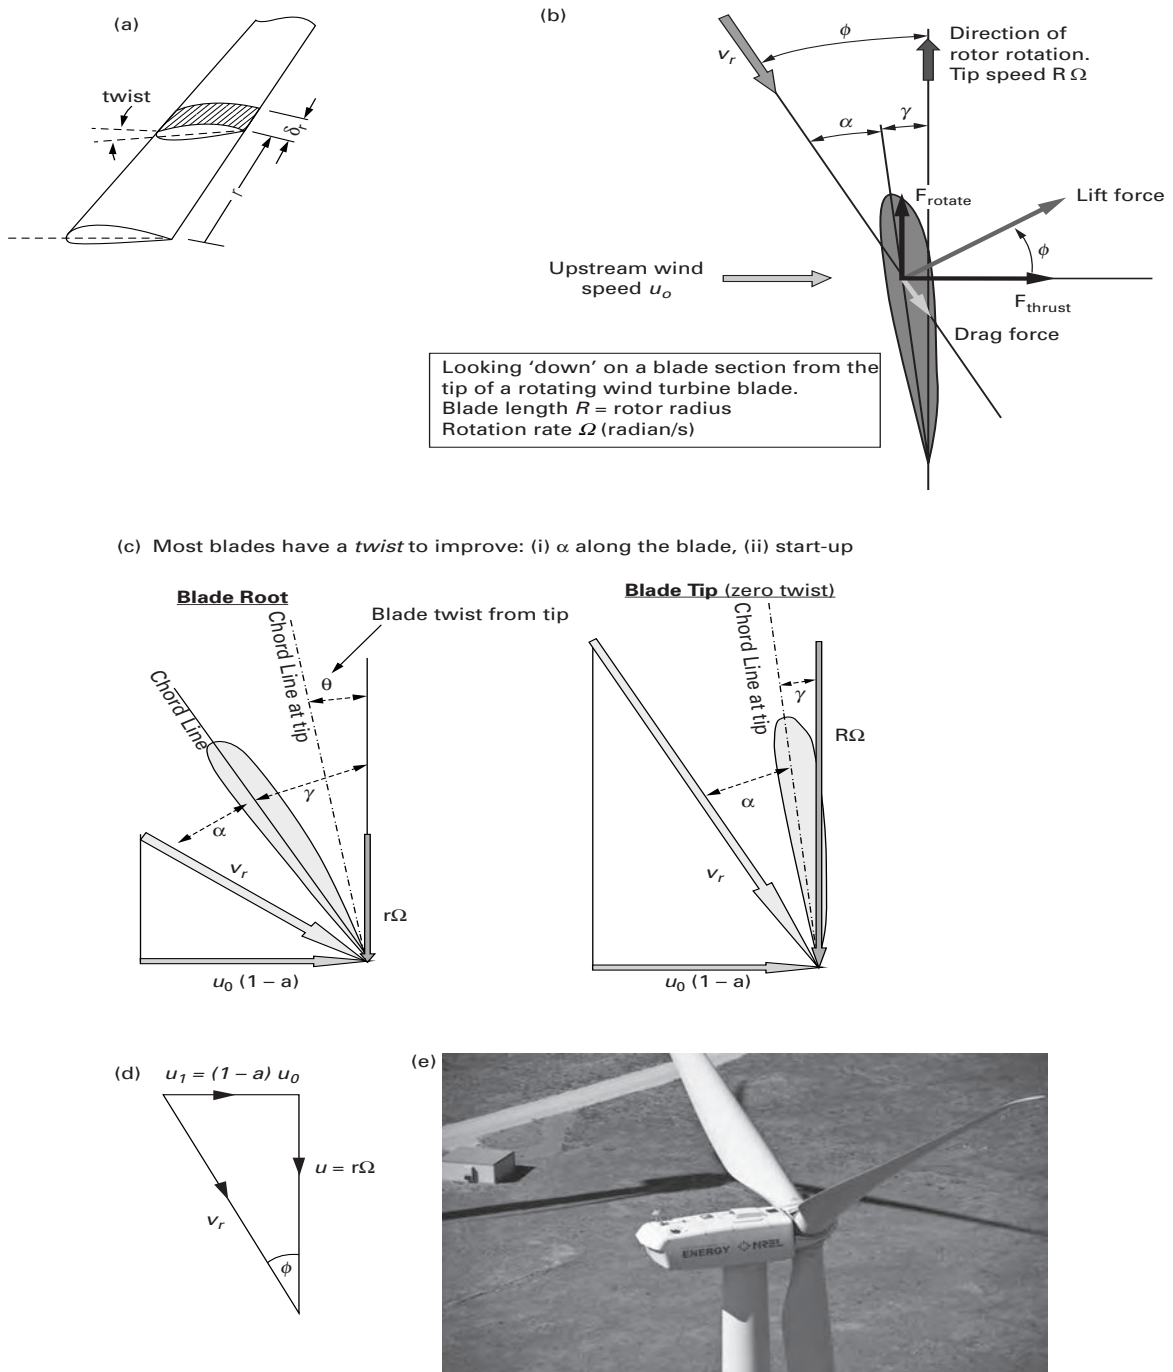 (a)
twist
δr
r
(b)
ϕ
Direction of
rotor rotation.
Tip speed R Ω
vr
γ
α
Frotate
Lift force
ϕ
Upstream wind
speed uo
Fthrust
Drag force
Looking 'down' on a blade section from the
tip of a rotating wind turbine blade.
Blade length R = rotor radius
Rotation rate Ω (radian/s)
(c) Most blades have a twist to improve: (i) α along the blade, (ii) start-up
Blade Root
Blade twist from tip
Chord Line
Chord Line at tip
θ
γ
α
vr
rΩ
u0 (1 – a)
Blade Tip (zero twist)
Chord Line at tip
γ
RΩ
α
vr
u0 (1 – a)
(d)
u1 = (1 – a) u0
u = rΩ
vr
ϕ
(e)
ENERGY NREL